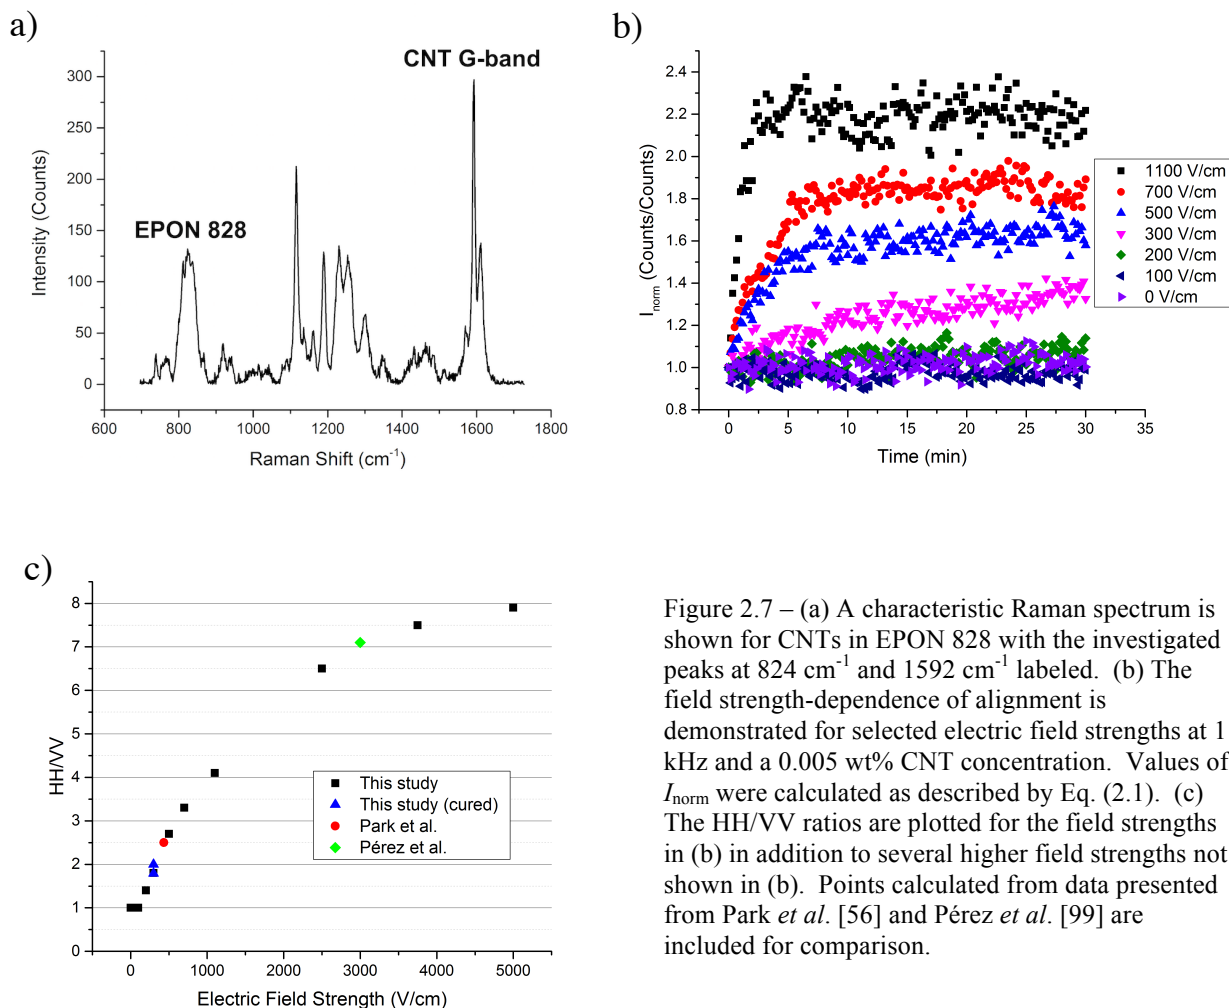 a)
CNT G-band
EPON 828
300
250
200
150
100
50
0
Intensity (Counts)
600 800 1000 1200 1400 1600 1800
Raman Shift (cm⁻¹)
b)
2.4
2.2
2.0
1.8
1.6
1.4
1.2
1.0
0.8
I_norm (Counts/Counts)
0 5 10 15 20 25 30 35
Time (min)
1100 V/cm
700 V/cm
500 V/cm
300 V/cm
200 V/cm
100 V/cm
0 V/cm
c)
8
7
6
5
4
3
2
1
0
HH/VV
This study
This study (cured)
Park et al.
Pérez et al.
0 1000 2000 3000 4000 5000
Electric Field Strength (V/cm)
Figure 2.7 – (a) A characteristic Raman spectrum is
shown for CNTs in EPON 828 with the investigated
peaks at 824 cm⁻¹ and 1592 cm⁻¹ labeled. (b) The
field strength-dependence of alignment is
demonstrated for selected electric field strengths at 1
kHz and a 0.005 wt% CNT concentration. Values of
I_norm were calculated as described by Eq. (2.1). (c)
The HH/VV ratios are plotted for the field strengths
in (b) in addition to several higher field strengths not
shown in (b). Points calculated from data presented
from Park et al. [56] and Pérez et al. [99] are
included for comparison.